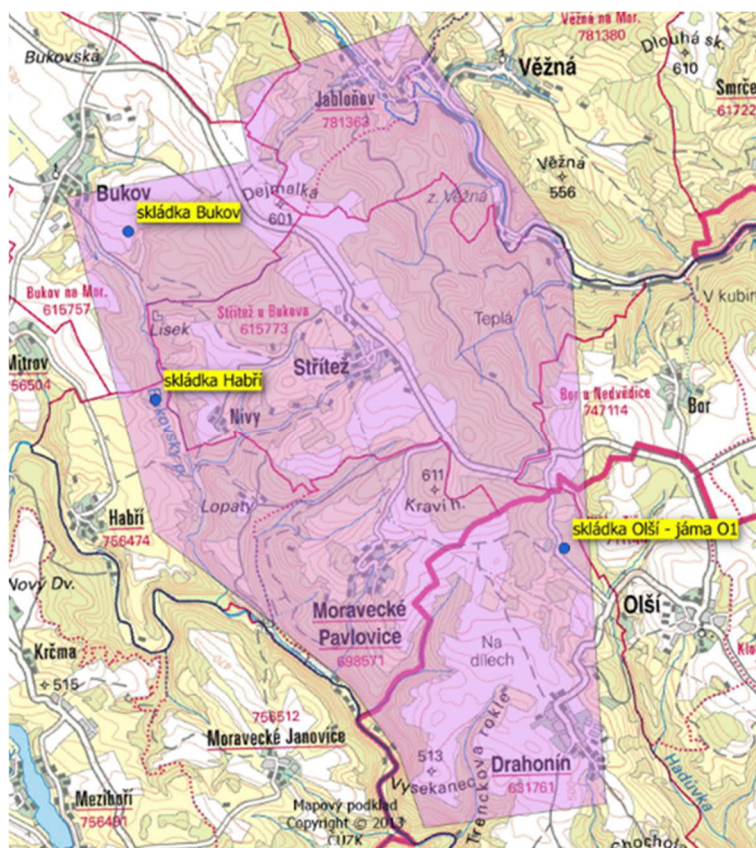 Věžná na Mor.
781380
Dlouhá sk.
610
Bukovská
Věžná
Smrče
61722
Jabloňov
781363
Věžná
556
Bukov
Dejmalka
601
z. Věžná
skládka Bukov
Bukov na Mor.
615757
V kubin
Lísek
Střítež u Bukova
615773
Teplá
Mitrov
756504
Střítež
skládka Habří
Bor u Nedvědice
747114
Bor
Nivy
611
Kraví h.
Lopaty
Habří
756474
skládka Olší - jáma O1
Nový Dv.
Moravecké
Pavlovice
698571
Olší
Na
dílech
Krčma
515
756512
Moravecké Janovice
Trenckova rokle
Drahonín
631761
513
Vysekanec
Hadůvka
Meziboří
Mapový podklad
Copyright © 2013
ČÚZK
Chochola